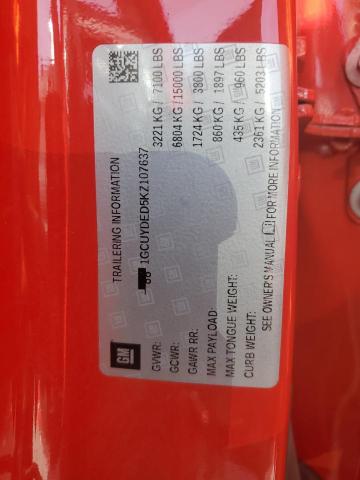 GM
TRAILERING INFORMATION
1GCUYDED5KZ107637
GVWR: 3221 KG / 7100 LBS
GCWR: 6804 KG / 15000 LBS
GAWR RR: 1724 KG / 3800 LBS
MAX PAYLOAD: 860 KG / 1897 LBS
MAX TONGUE WEIGHT: 435 KG / 960 LBS
CURB WEIGHT: 2361 KG / 5203 LBS
SEE OWNER'S MANUAL FOR MORE INFORMATION